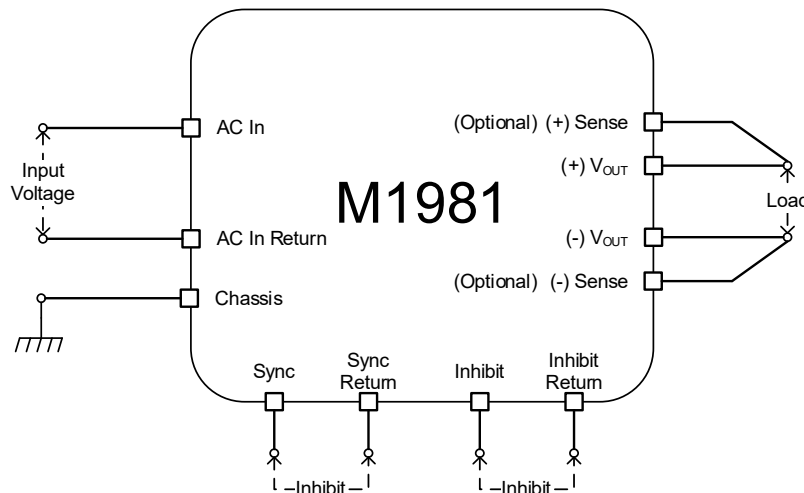 AC In
Input
Voltage
AC In Return
Chassis
M1981
(Optional) (+) Sense
(+) VOUT
Load
(-) VOUT
(Optional) (-) Sense
Sync
Sync
Return
Inhibit
Inhibit
Return
Inhibit
Inhibit